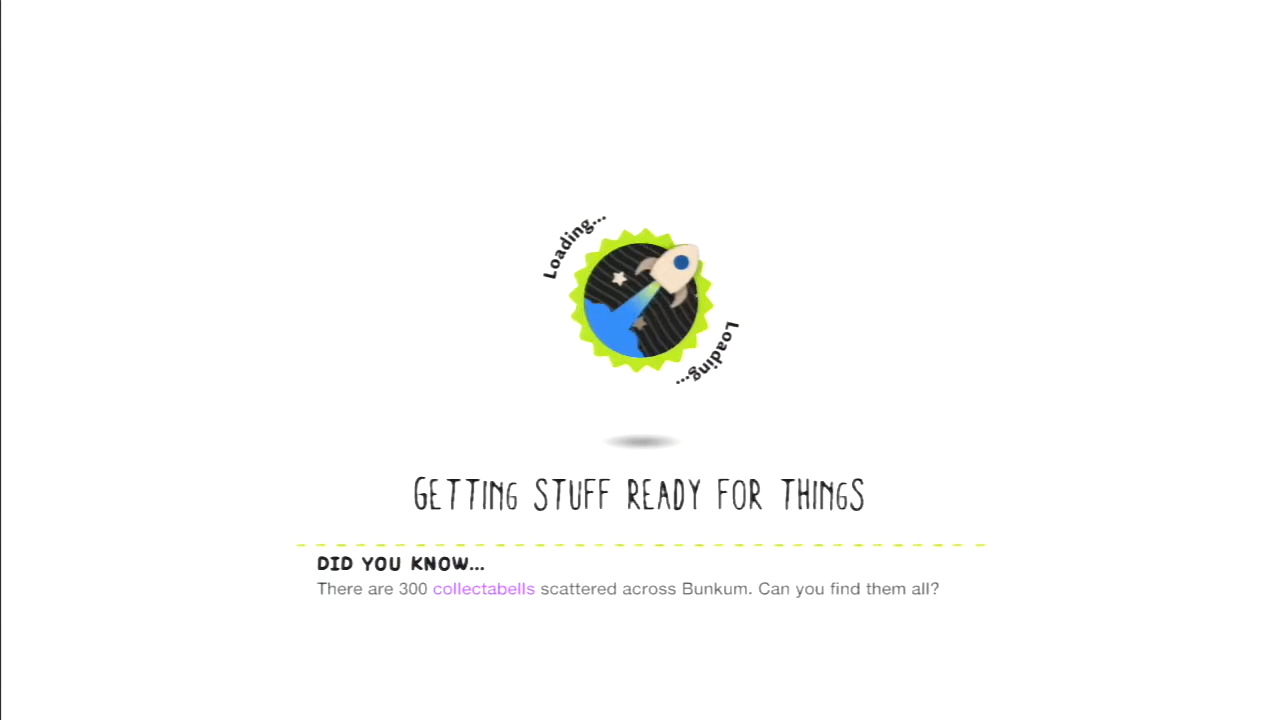 Loading...
Loading...
GETTING STUFF READY FOR THINGS
DID YOU KNOW...
There are 300 collectabells scattered across Bunkum. Can you find them all?